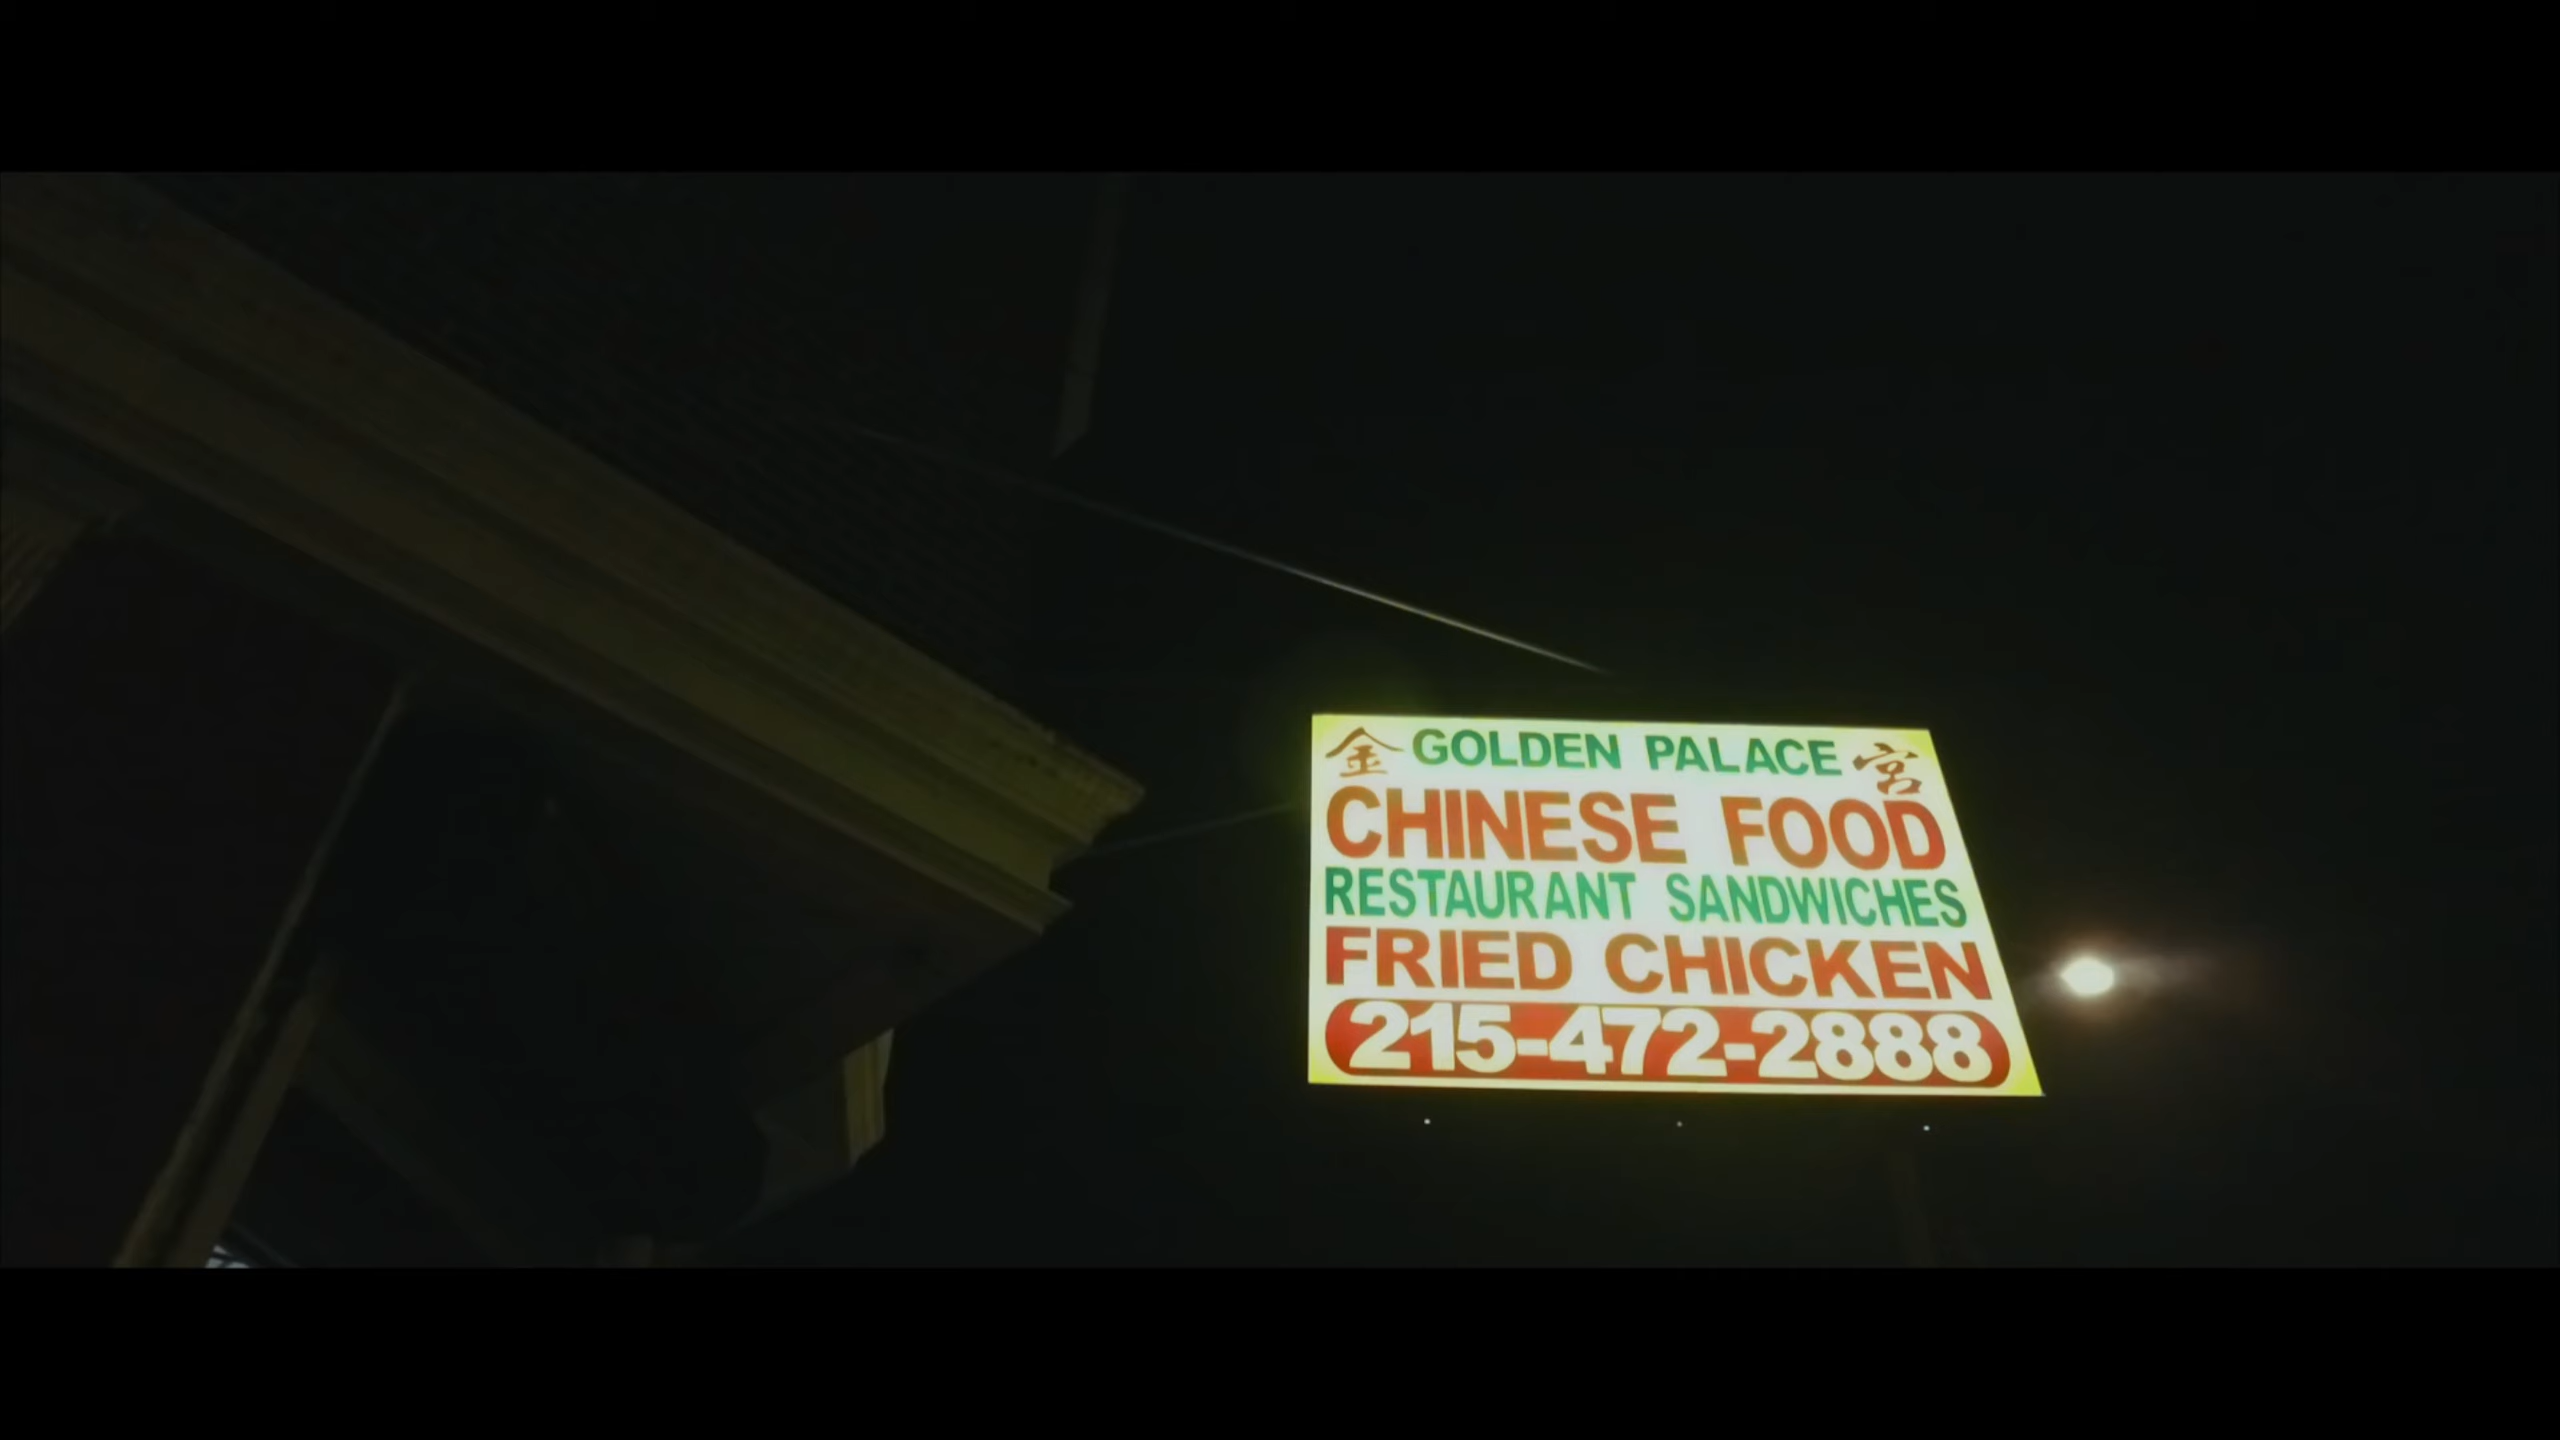 金 GOLDEN PALACE 宮
CHINESE FOOD
RESTAURANT SANDWICHES
FRIED CHICKEN
215-472-2888